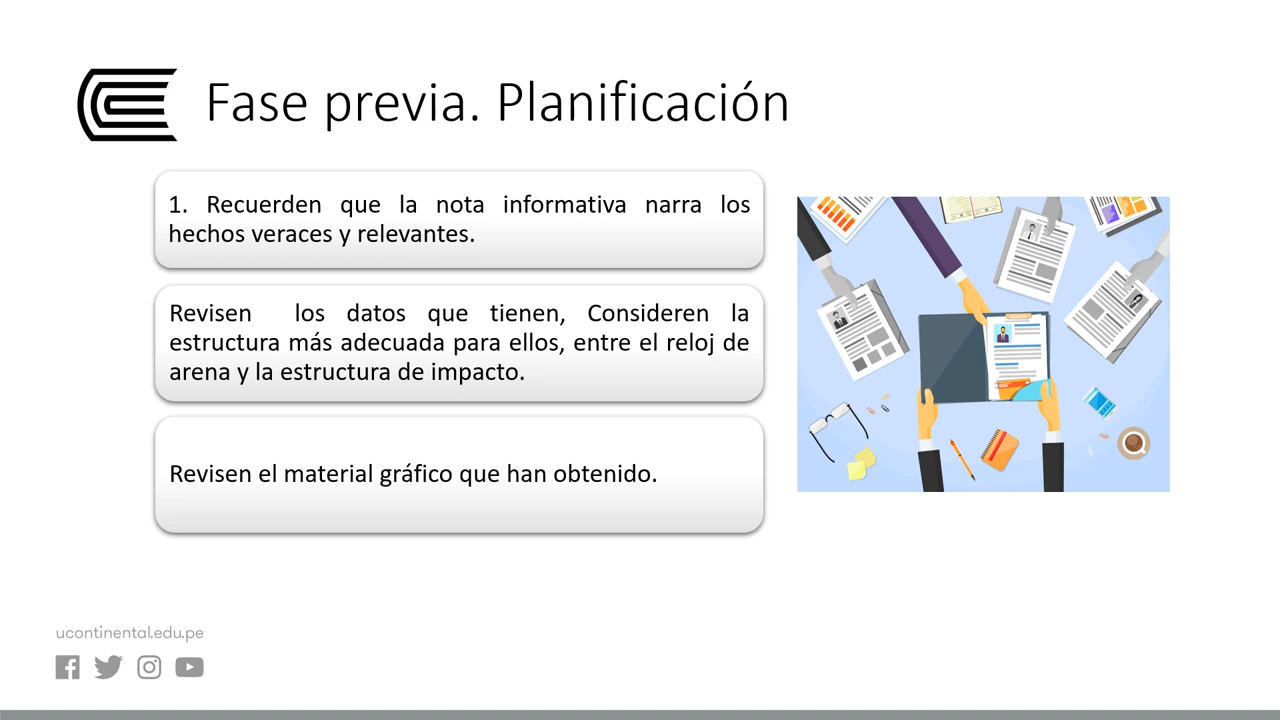 Fase previa. Planificación
1. Recuerden que la nota informativa narra los
hechos veraces y relevantes.
Revisen los datos que tienen, Consideren la
estructura más adecuada para ellos, entre el reloj de
arena y la estructura de impacto.
Revisen el material gráfico que han obtenido.
ucontinental.edu.pe